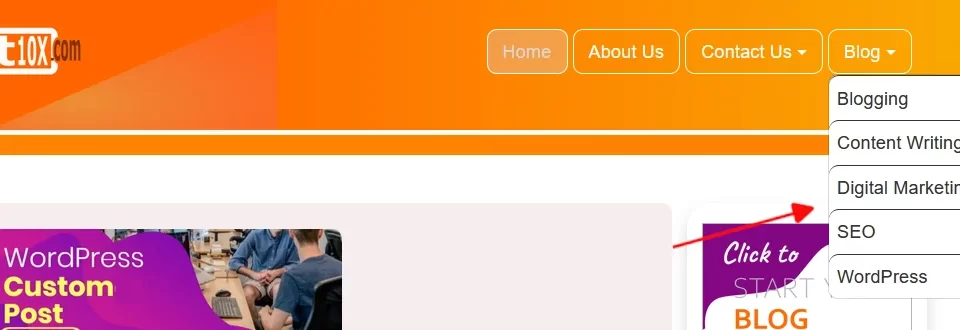 t10X.com
Home
About Us
Contact Us
Blog
Blogging
Content Writing
Digital Marketin
SEO
WordPress
WordPress
Custom
Post
Click to
START Y
BLOG